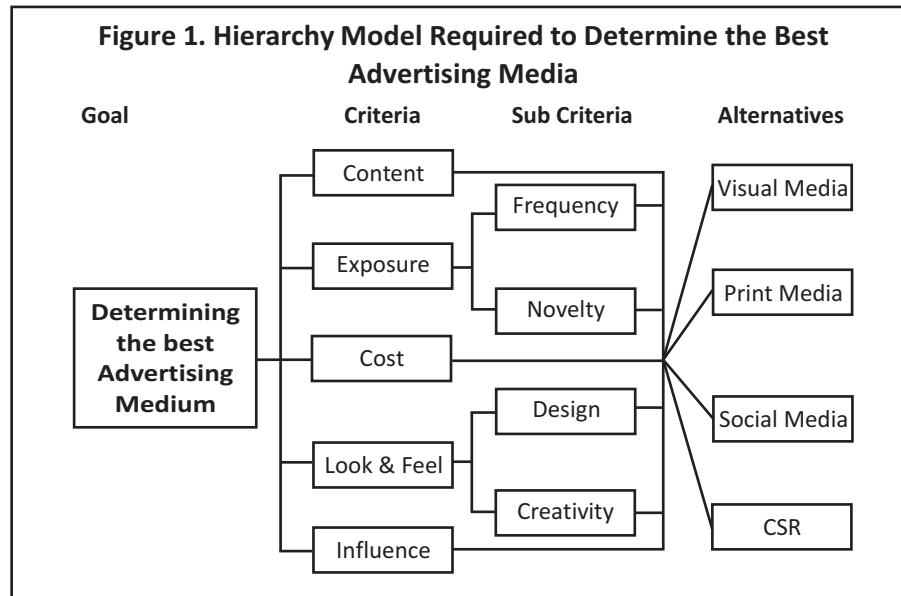 Figure 1. Hierarchy Model Required to Determine the Best
Advertising Media
Goal Criteria Sub Criteria Alternatives
Content
Visual Media
Frequency
Exposure
Print Media
Novelty
Determining
the best
Advertising
Medium
Cost
Design
Social Media
Look & Feel
Creativity
CSR
Influence